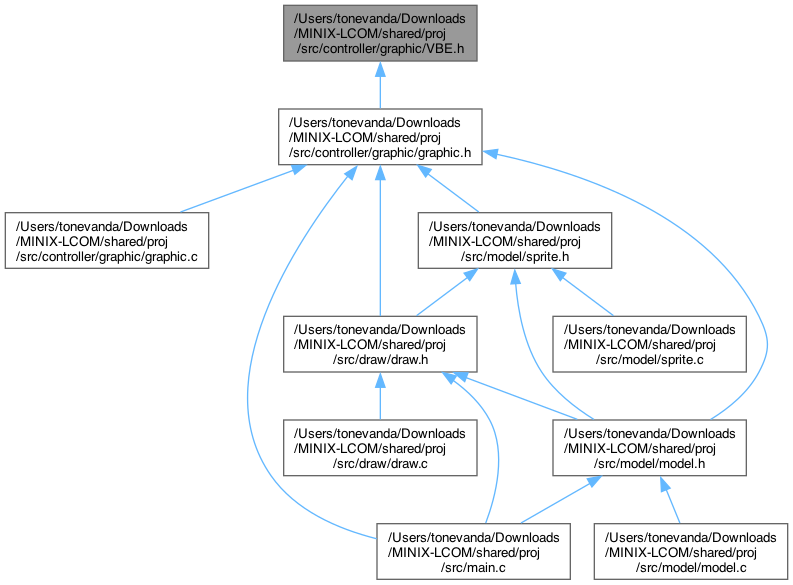 /Users/tonevanda/Downloads
/MINIX-LCOM/shared/proj
/src/controller/graphic/VBE.h
/Users/tonevanda/Downloads
/MINIX-LCOM/shared/proj
/src/controller/graphic/graphic.h
/Users/tonevanda/Downloads
/MINIX-LCOM/shared/proj
/src/controller/graphic/graphic.c
/Users/tonevanda/Downloads
/MINIX-LCOM/shared/proj
/src/model/sprite.h
/Users/tonevanda/Downloads
/MINIX-LCOM/shared/proj
/src/draw/draw.h
/Users/tonevanda/Downloads
/MINIX-LCOM/shared/proj
/src/model/sprite.c
/Users/tonevanda/Downloads
/MINIX-LCOM/shared/proj
/src/draw/draw.c
/Users/tonevanda/Downloads
/MINIX-LCOM/shared/proj
/src/model/model.h
/Users/tonevanda/Downloads
/MINIX-LCOM/shared/proj
/src/main.c
/Users/tonevanda/Downloads
/MINIX-LCOM/shared/proj
/src/model/model.c